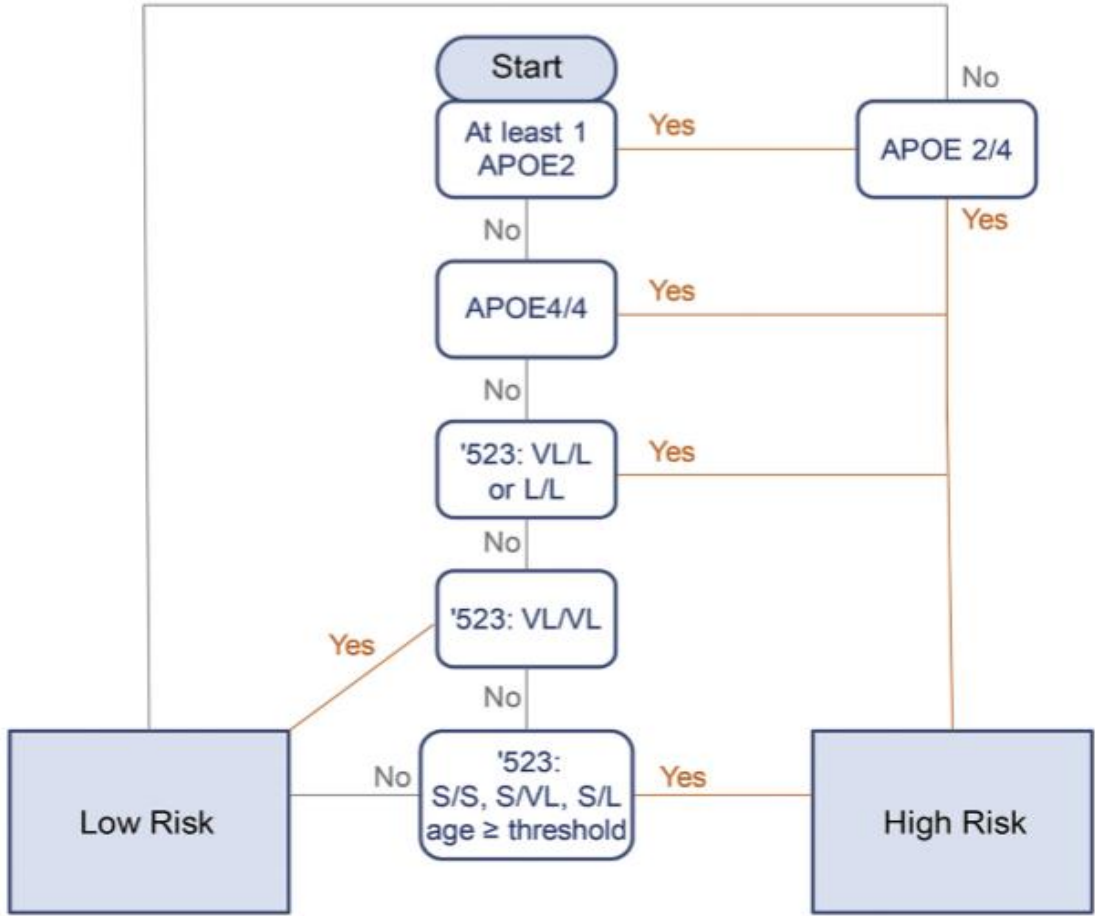 Start
No
At least 1
APOE2
Yes
APOE 2/4
No
Yes
APOE4/4
Yes
No
'523: VL/L
or L/L
Yes
No
'523: VL/VL
Yes
No
'523:
S/S, S/VL, S/L
age ≥ threshold
No
Yes
Low Risk
High Risk